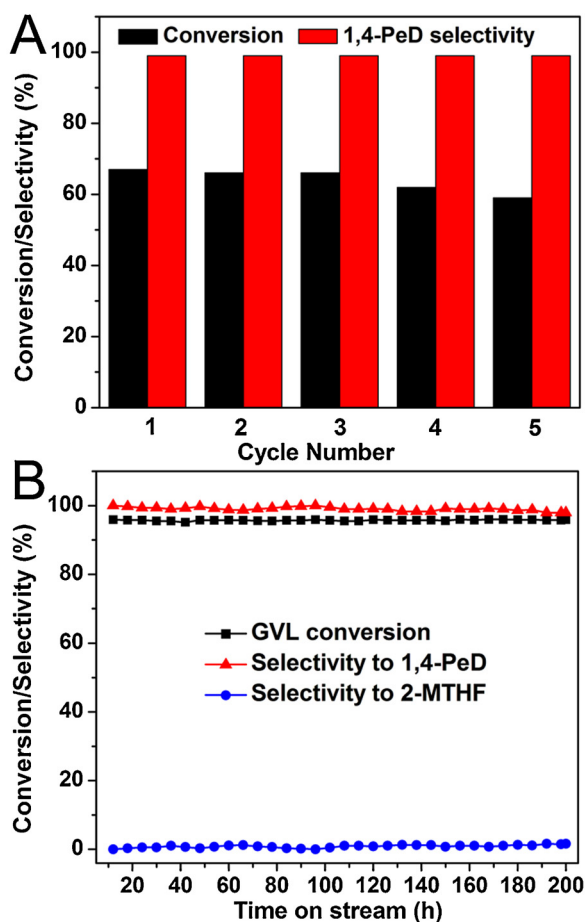 A
Conversion 1,4-PeD selectivity
Conversion/Selectivity (%)
100
80
60
40
20
0
1 2 3 4 5
Cycle Number
B
Conversion/Selectivity (%)
100
80
60
40
20
0
GVL conversion
Selectivity to 1,4-PeD
Selectivity to 2-MTHF
20 40 60 80 100 120 140 160 180 200
Time on stream (h)